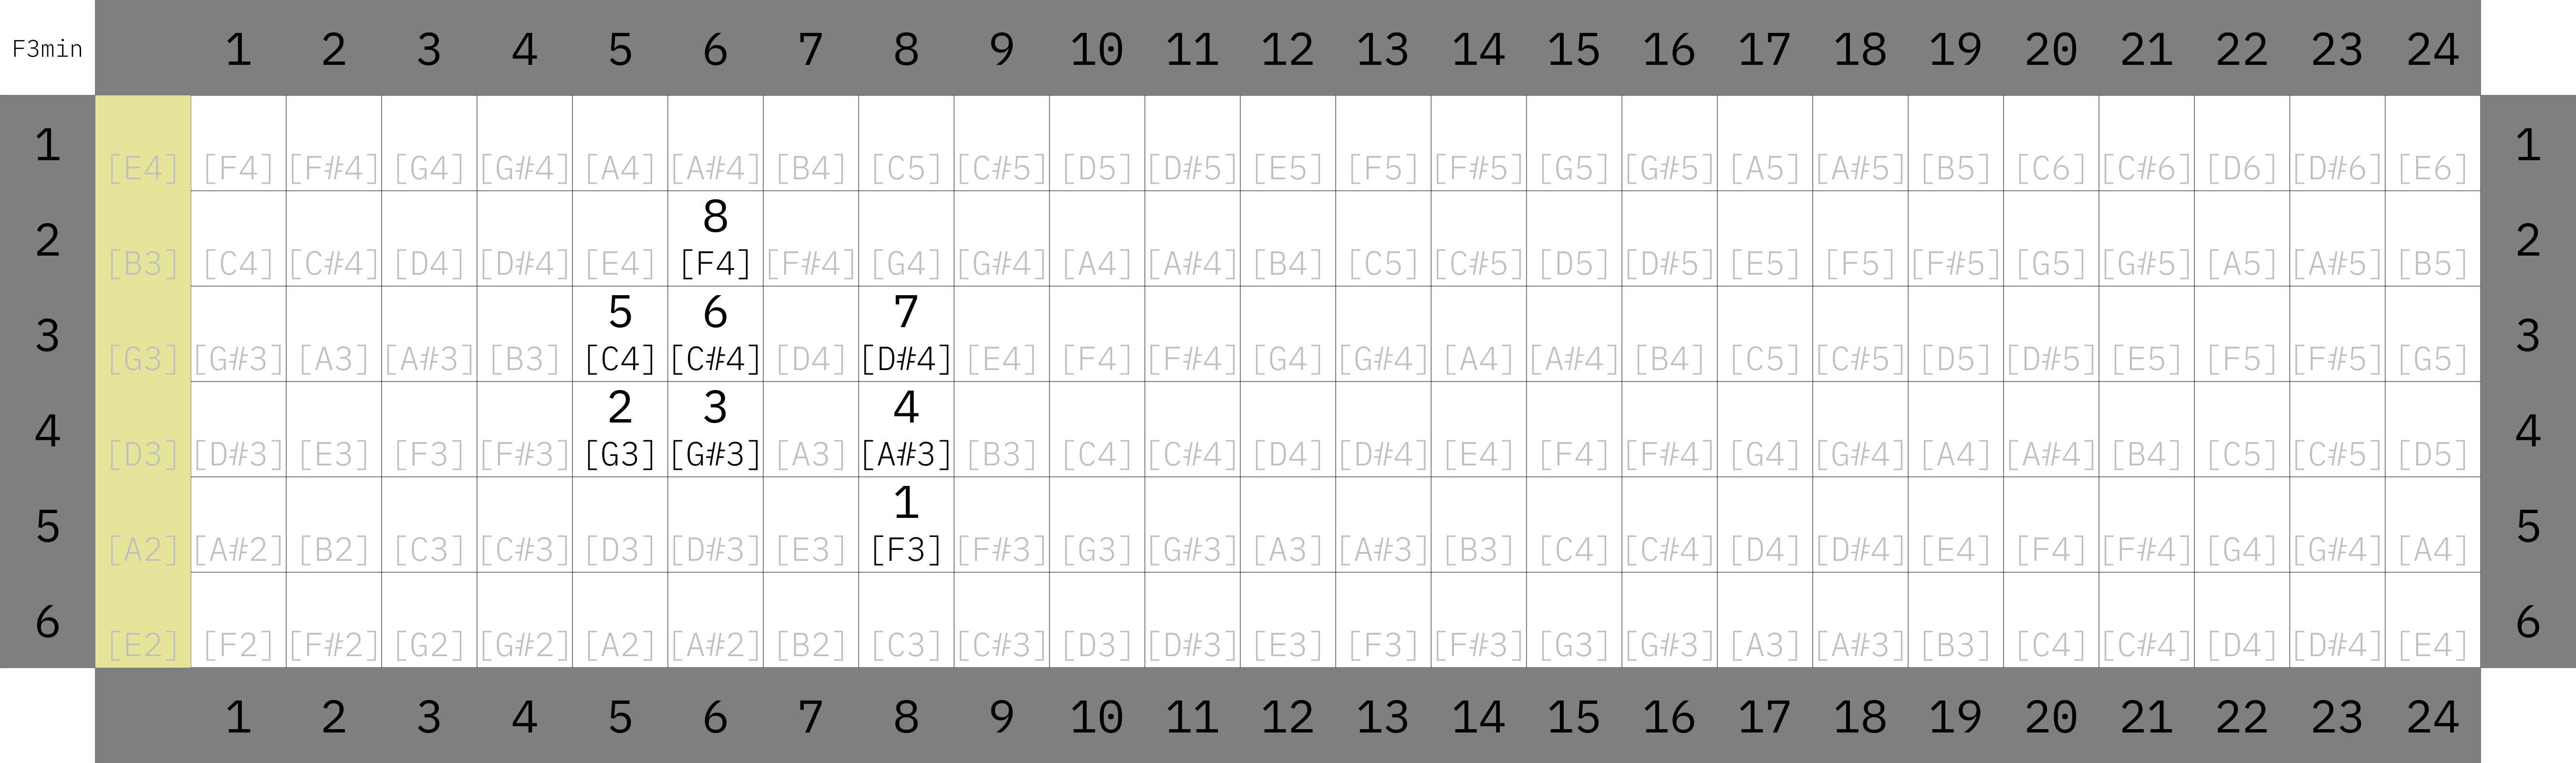 F3min 1 2 3 4 5 6 7 8 9 10 11 12 13 14 15 16 17 18 19 20 21 22 23 24
1 [E4] [F4] [F#4] [G4] [G#4] [A4] [A#4] [B4] [C5] [C#5] [D5] [D#5] [E5] [F5] [F#5] [G5] [G#5] [A5] [A#5] [B5] [C6] [C#6] [D6] [D#6] [E6] 1
8
2 [B3] [C4] [C#4] [D4] [D#4] [E4] [F4] [F#4] [G4] [G#4] [A4] [A#4] [B4] [C5] [C#5] [D5] [D#5] [E5] [F5] [F#5] [G5] [G#5] [A5] [A#5] [B5] 2
5 6 7
3 [G3] [G#3] [A3] [A#3] [B3] [C4] [C#4] [D4] [D#4] [E4] [F4] [F#4] [G4] [G#4] [A4] [A#4] [B4] [C5] [C#5] [D5] [D#5] [E5] [F5] [F#5] [G5] 3
2 3 4
4 [D3] [D#3] [E3] [F3] [F#3] [G3] [G#3] [A3] [A#3] [B3] [C4] [C#4] [D4] [D#4] [E4] [F4] [F#4] [G4] [G#4] [A4] [A#4] [B4] [C5] [C#5] [D5] 4
1
5 [A2] [A#2] [B2] [C3] [C#3] [D3] [D#3] [E3] [F3] [F#3] [G3] [G#3] [A3] [A#3] [B3] [C4] [C#4] [D4] [D#4] [E4] [F4] [F#4] [G4] [G#4] [A4] 5
6 [E2] [F2] [F#2] [G2] [G#2] [A2] [A#2] [B2] [C3] [C#3] [D3] [D#3] [E3] [F3] [F#3] [G3] [G#3] [A3] [A#3] [B3] [C4] [C#4] [D4] [D#4] [E4] 6
1 2 3 4 5 6 7 8 9 10 11 12 13 14 15 16 17 18 19 20 21 22 23 24